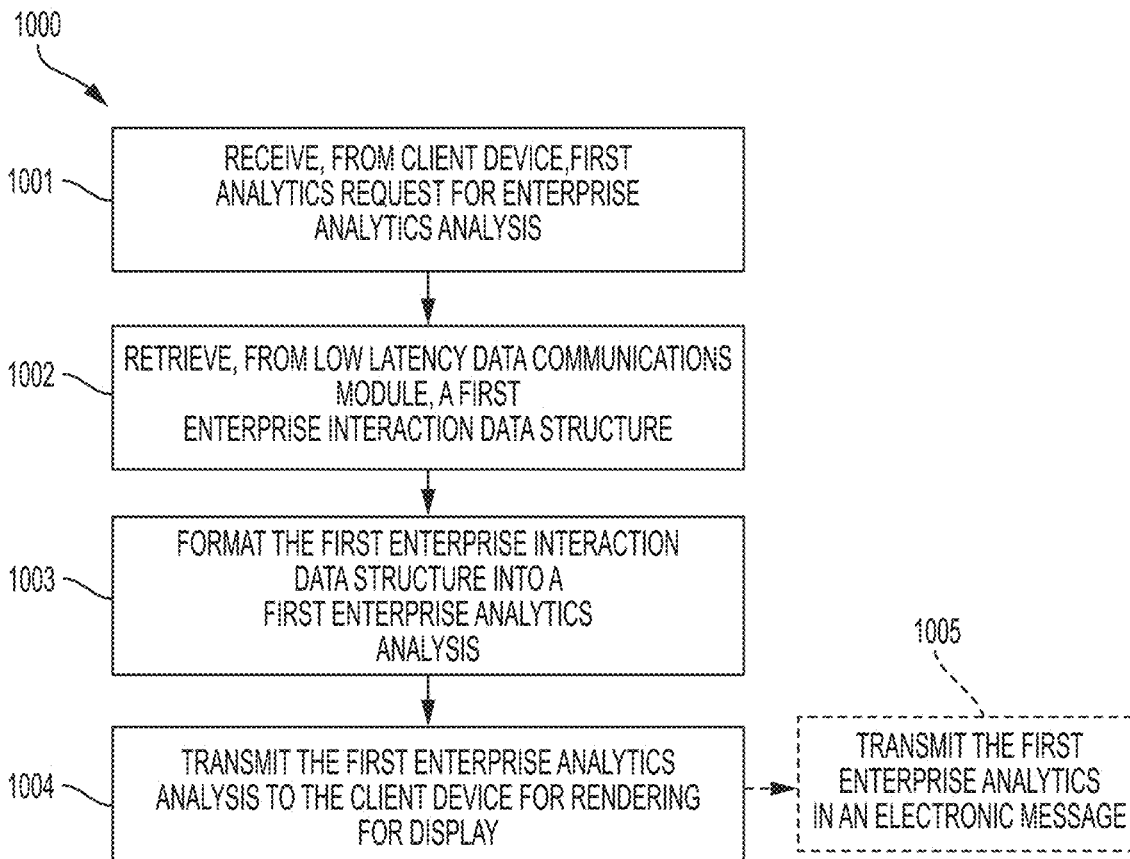 1000
1001
RECEIVE, FROM CLIENT DEVICE,FIRST
ANALYTICS REQUEST FOR ENTERPRISE
ANALYTICS ANALYSIS
1002
RETRIEVE, FROM LOW LATENCY DATA COMMUNICATIONS
MODULE, A FIRST
ENTERPRISE INTERACTION DATA STRUCTURE
1003
FORMAT THE FIRST ENTERPRISE INTERACTION
DATA STRUCTURE INTO A
FIRST ENTERPRISE ANALYTICS
ANALYSIS
1004
TRANSMIT THE FIRST ENTERPRISE ANALYTICS
ANALYSIS TO THE CLIENT DEVICE FOR RENDERING
FOR DISPLAY
1005
TRANSMIT THE FIRST
ENTERPRISE ANALYTICS
IN AN ELECTRONIC MESSAGE